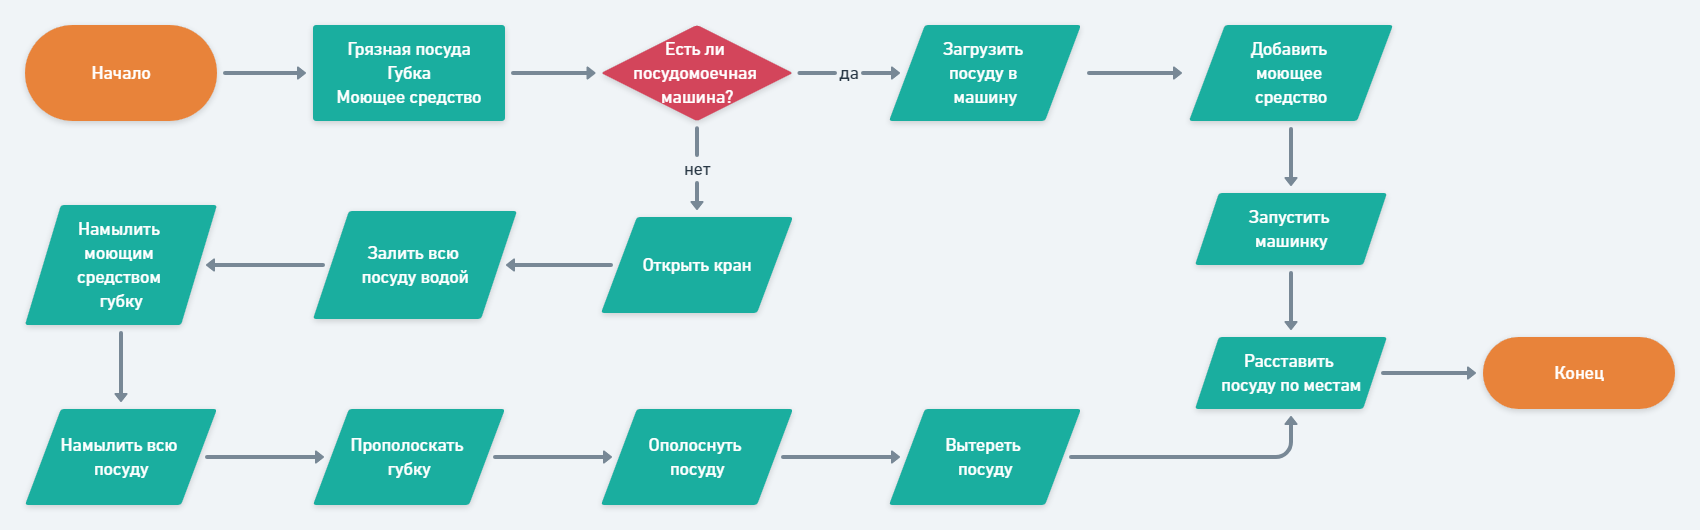 Начало
Грязная посуда
Губка
Моющее средство
Есть ли
посудомоечная
машина?
да
Загрузить
посуду в
машину
Добавить
моющее
средство
нет
Запустить
машинку
Намылить
моющим
средством
губку
Залить всю
посуду водой
Открыть кран
Расставить
посуду по местам
Конец
Намылить всю
посуду
Прополоскать
губку
Ополоснуть
посуду
Вытереть
посуду